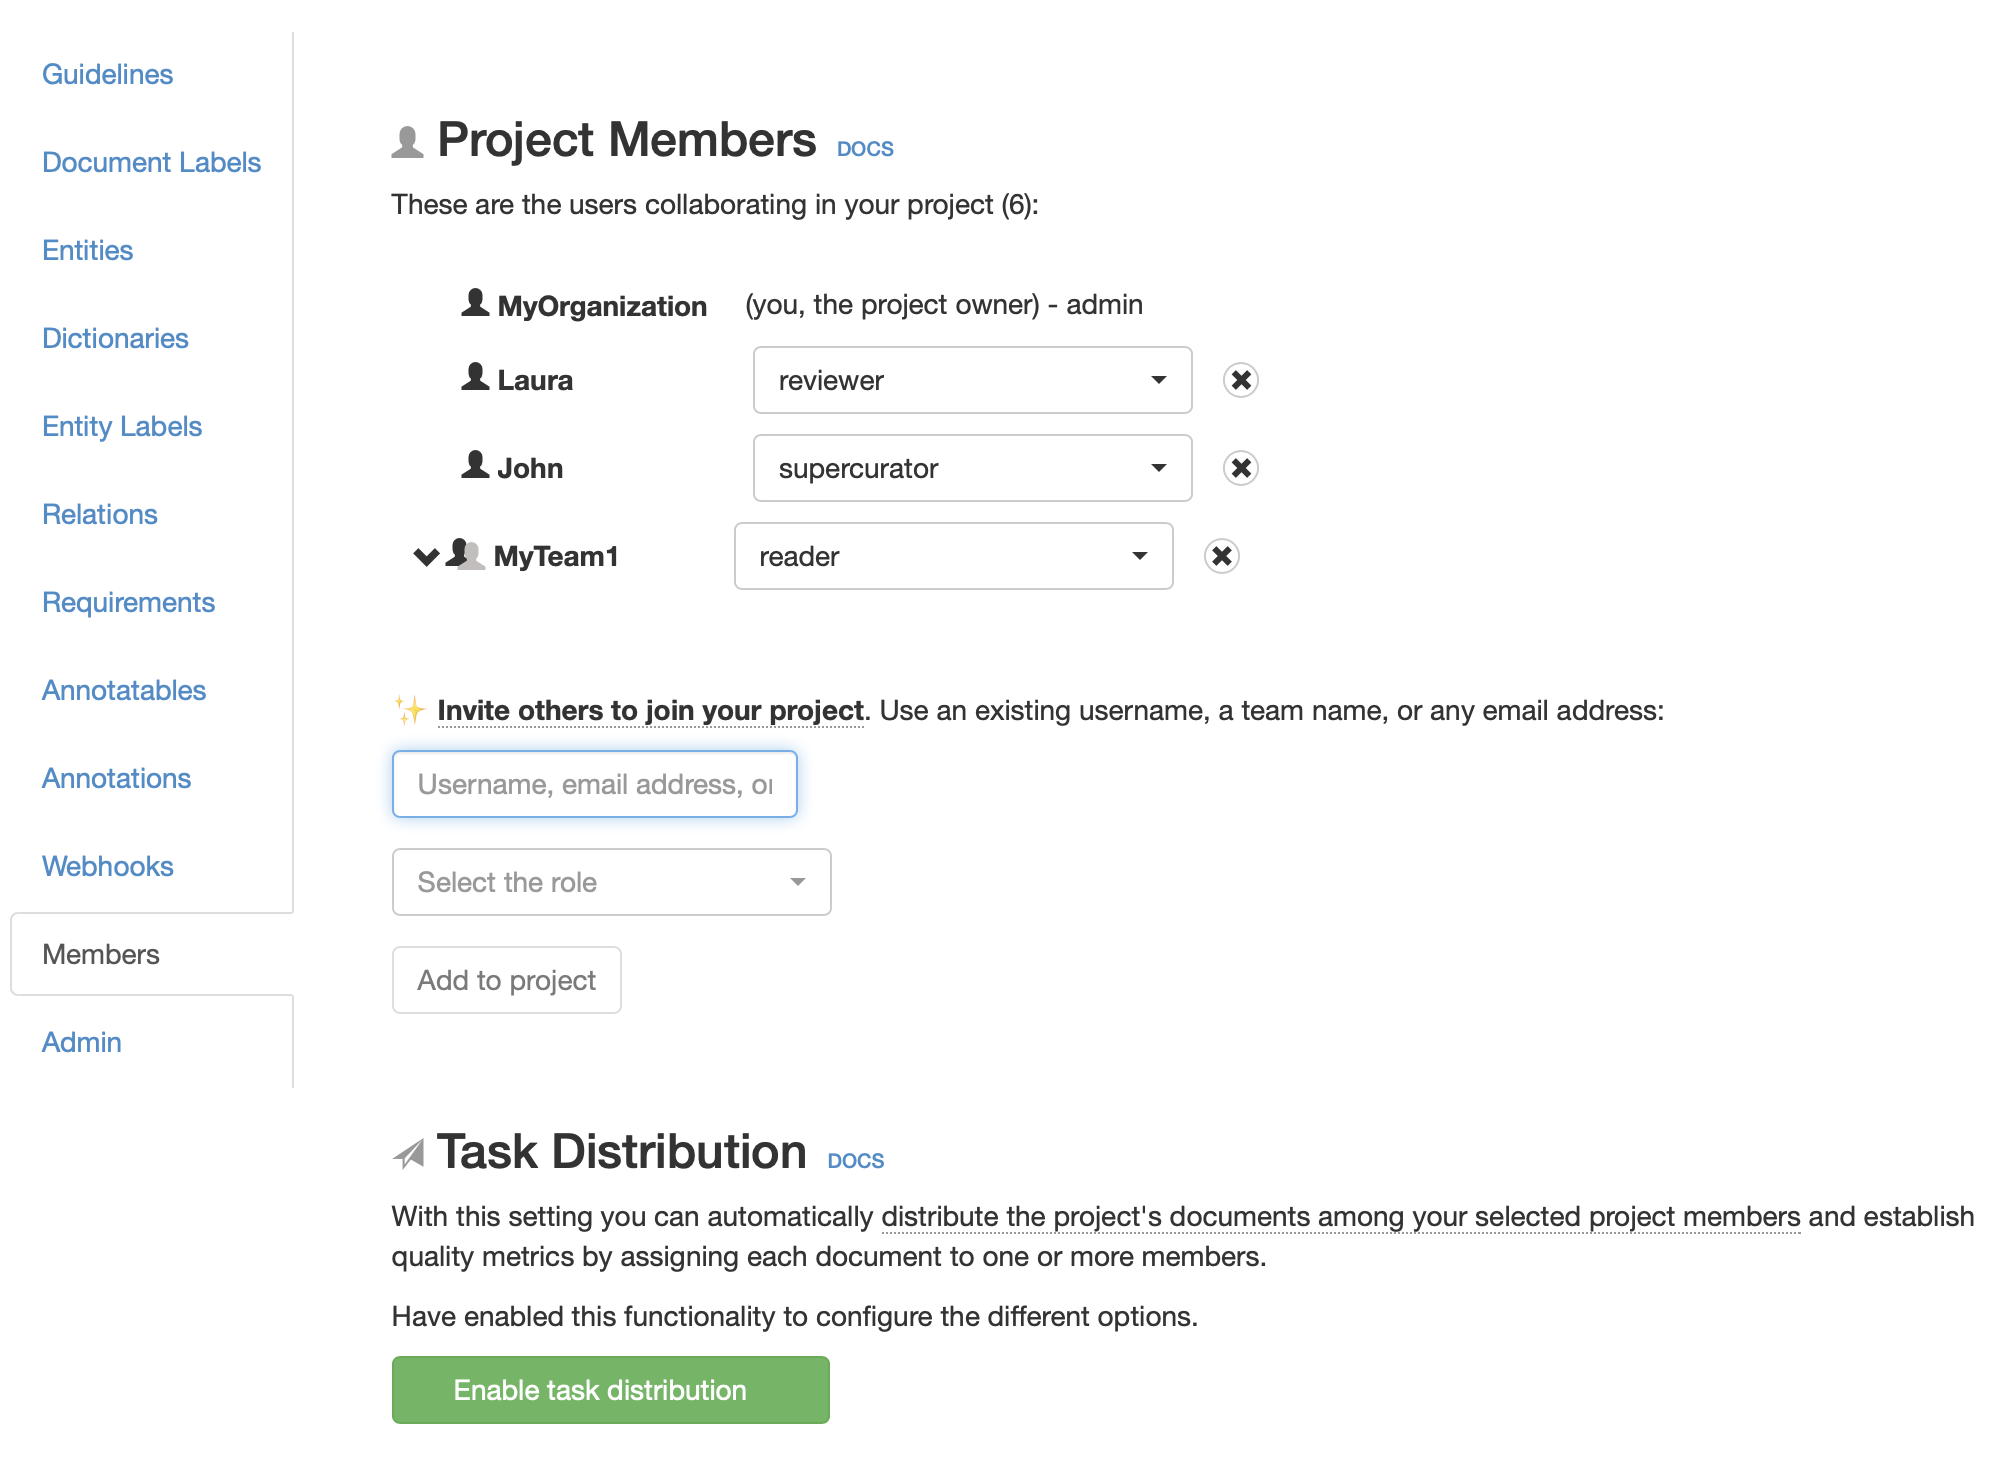 Guidelines
Document Labels
Entities
Dictionaries
Entity Labels
Relations
Requirements
Annotatables
Annotations
Webhooks
Members
Admin
Project Members DOCS
These are the users collaborating in your project (6):
MyOrganization (you, the project owner) - admin
Laura reviewer
John supercurator
MyTeam1 reader
Invite others to join your project. Use an existing username, a team name, or any email address:
Username, email address, or
Select the role
Add to project
Task Distribution DOCS
With this setting you can automatically distribute the project's documents among your selected project members and establish
quality metrics by assigning each document to one or more members.
Have enabled this functionality to configure the different options.
Enable task distribution